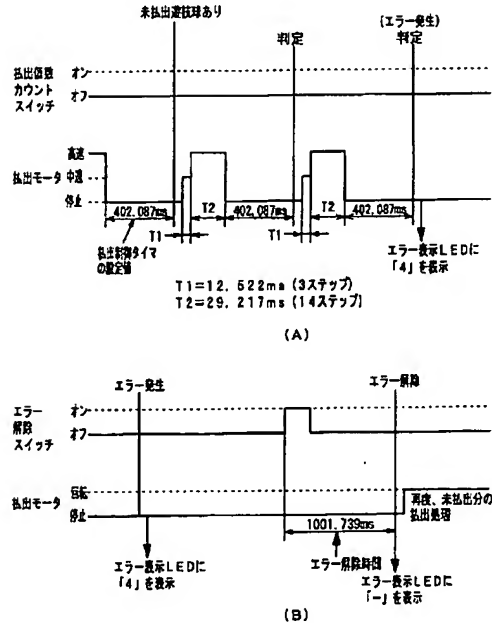 未払出遊技球あり
(エラー発生)
判定
判定
払出個数
カウント
スイッチ
オン
オフ
高速
中速
停止
払出モータ
402.087ms
T2
402.087ms
T2
402.087ms
T1
T1
払出制御タイマ
の設定値
エラー表示LEDに
「4」を表示
T1=12.522ms (3ステップ)
T2=29.217ms (14ステップ)
(A)
エラー発生
エラー解除
エラー
解除
スイッチ
オン
オフ
払出モータ
回転
停止
再度、未払出分の
払出処理
1001.739ms
エラー表示LEDに
「4」を表示
エラー解除時間
エラー表示LEDに
「-」を表示
(B)